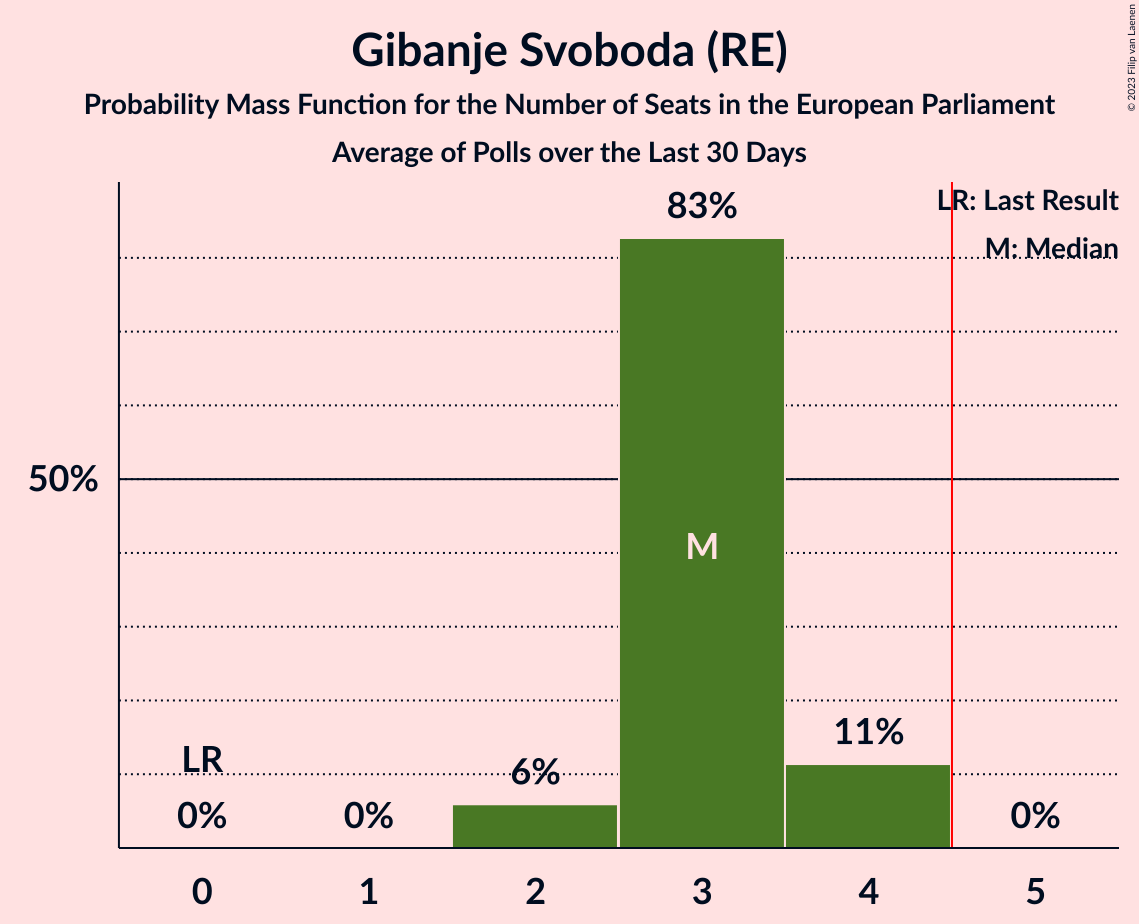 Gibanje Svoboda (RE)
Probability Mass Function for the Number of Seats in the European Parliament
Average of Polls over the Last 30 Days
© 2023 Filip van Laenen
LR: Last Result
M: Median
83%
50%
M
LR
11%
6%
0%
0%
0%
0
1
2
3
4
5